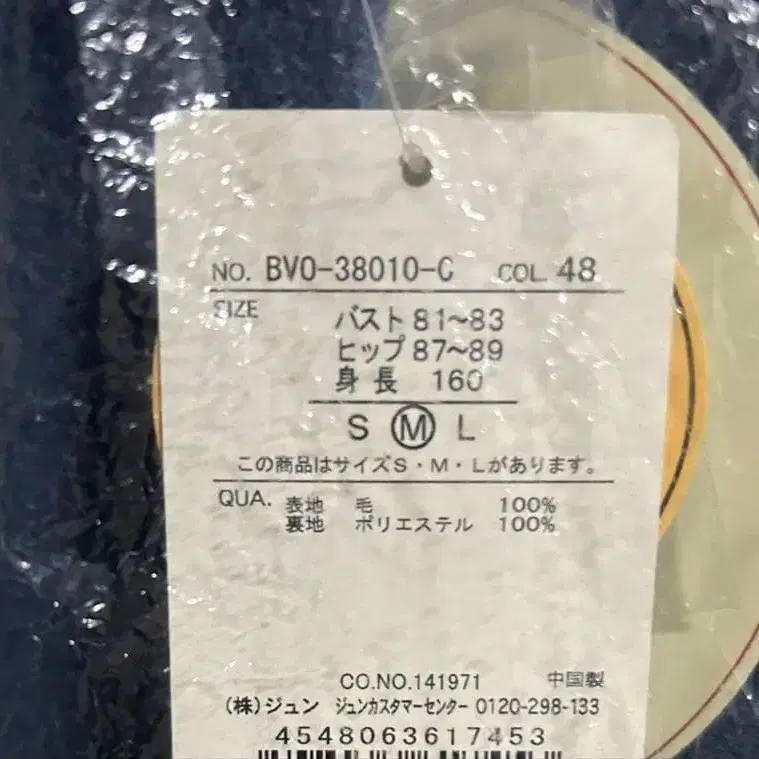 NO. BVO-38010-C COL. 48
SIZE
バスト 81~83
ヒップ 87~89
身長 160
S M L
この商品はサイズS・M・Lがあります。
QUA. 表地 毛 100%
裏地 ポリエステル 100%
CO.NO.141971 中国製
(株)ジュン ジュンカスタマーセンター 0120-298-133
4548063617453